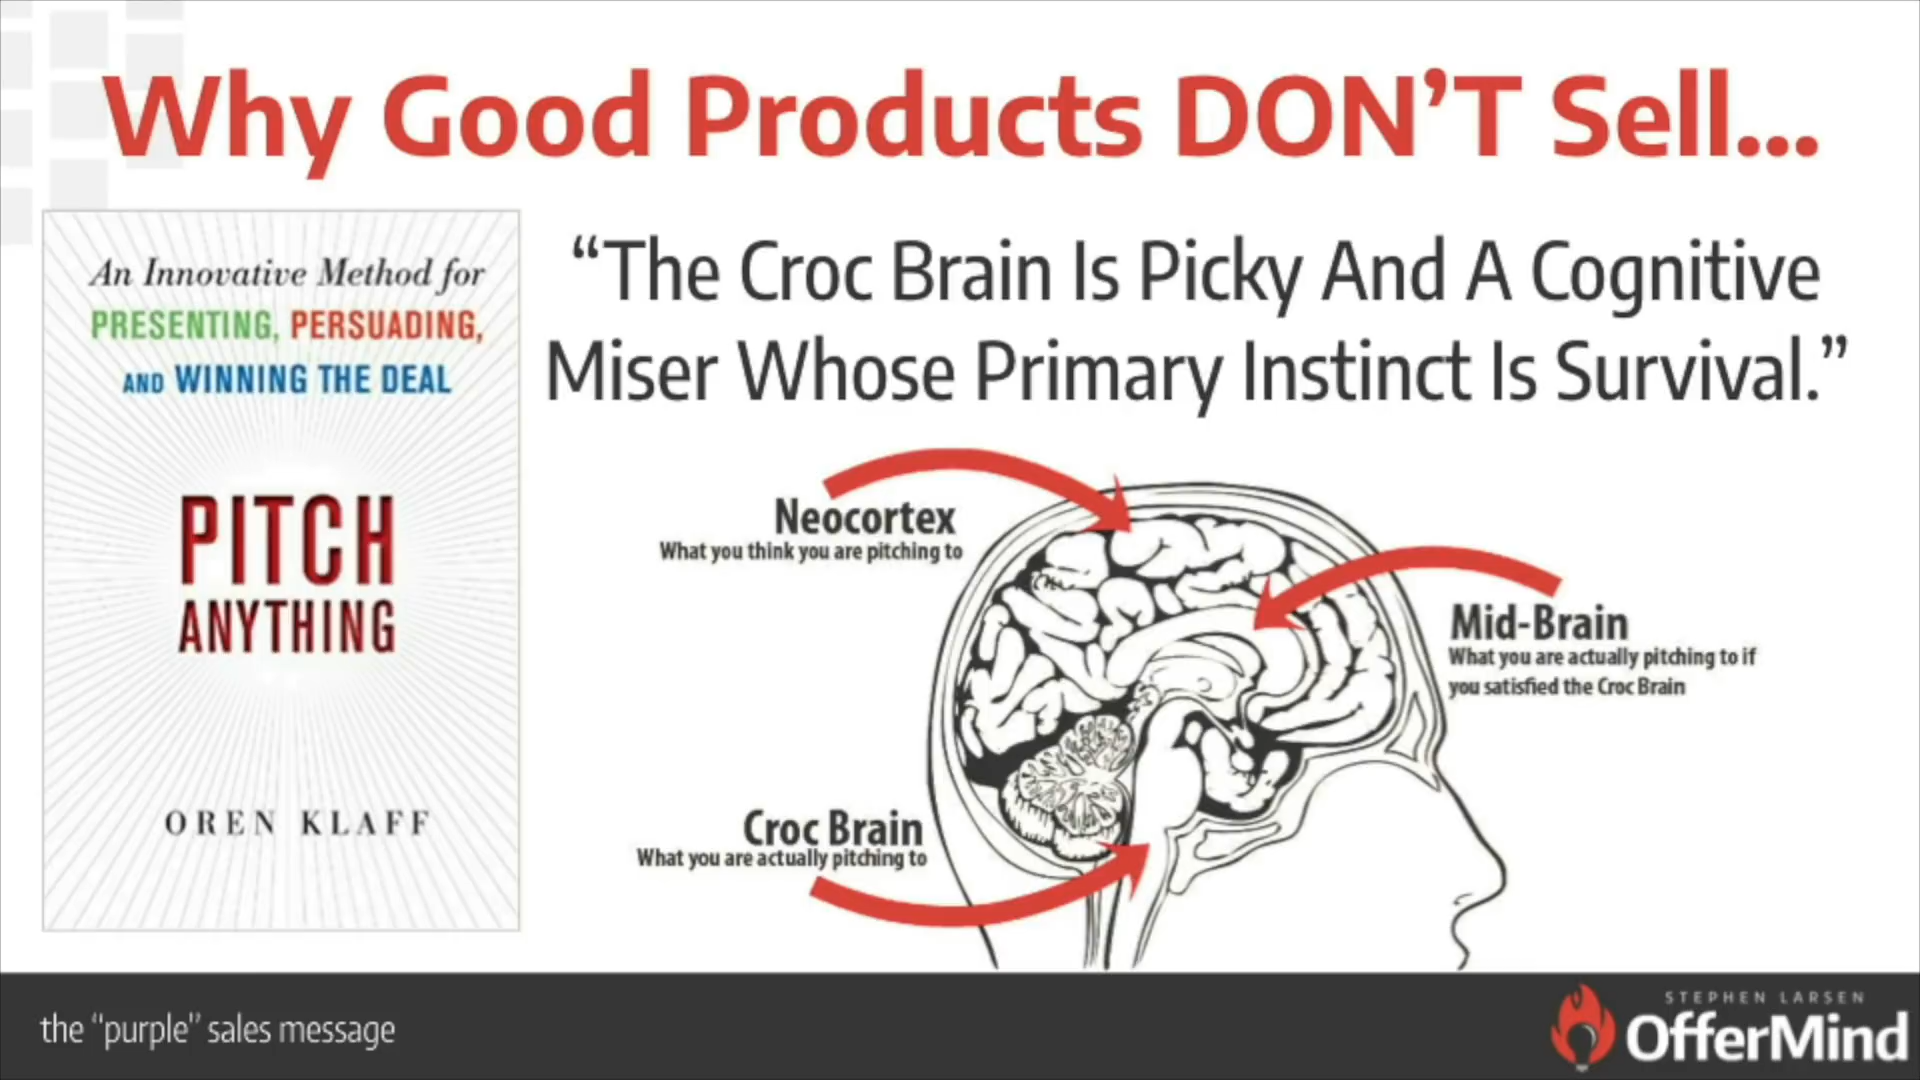 Why Good Products DON'T Sell...
An Innovative Method for
PRESENTING, PERSUADING,
AND WINNING THE DEAL
PITCH
ANYTHING
OREN KLAFF
“The Croc Brain Is Picky And A Cognitive
Miser Whose Primary Instinct Is Survival.”
Neocortex
What you think you are pitching to
Mid-Brain
What you are actually pitching to if
you satisfied the Croc Brain
Croc Brain
What you are actually pitching to
the “purple” sales message
STEPHEN LARSEN
OfferMind